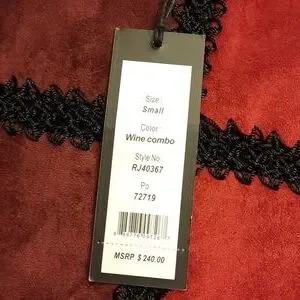 Size:
Small
Color
Wine combo
Style No
RJ40367
Po
72719
MSRP $ 240.00